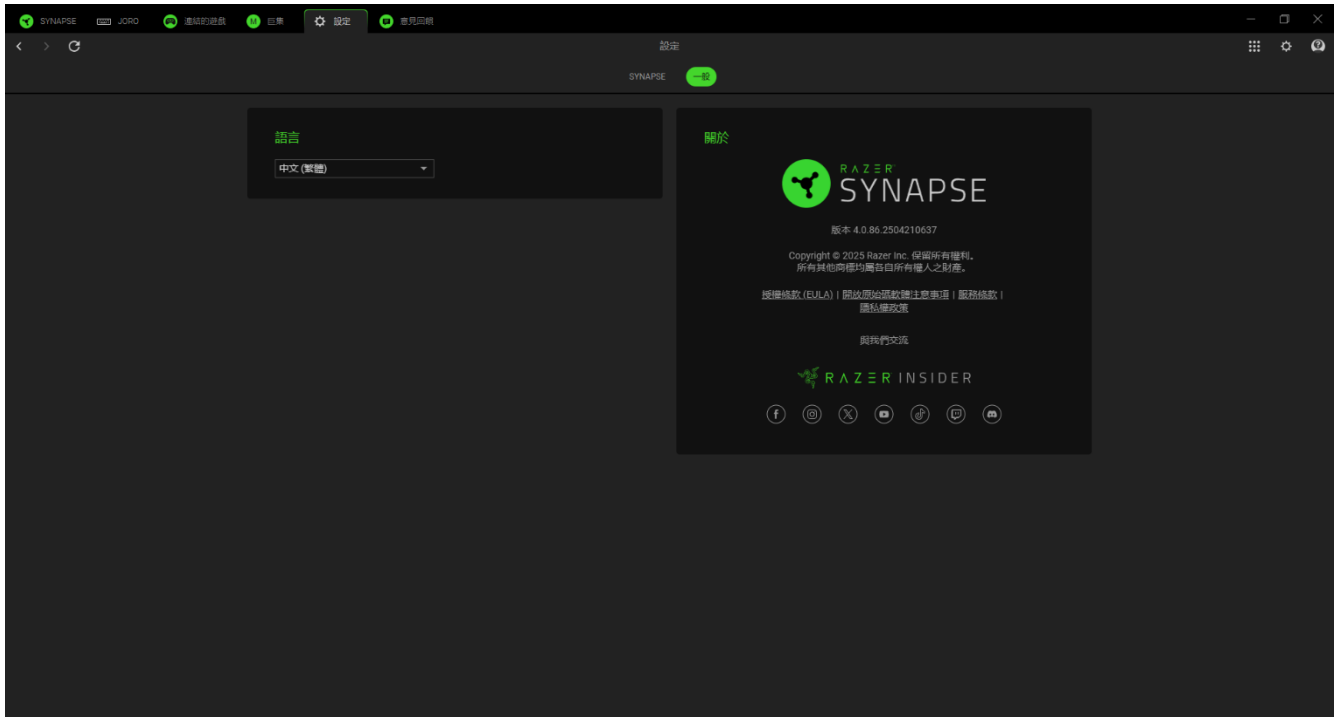 SYNAPSE JORO 連結的遊戲 M 巨集 設定 意見回饋
設定
SYNAPSE 一般
語言
中文 (繁體)
關於
RAZER
SYNAPSE
版本 4.0.86.2504210637
Copyright © 2025 Razer Inc. 保留所有權利。
所有其他商標均屬各自所有權人之財產。
授權條款 (EULA) | 開放原始碼軟體注意事項 | 服務條款 |
隱私權政策
與我們交流
RAZER INSIDER